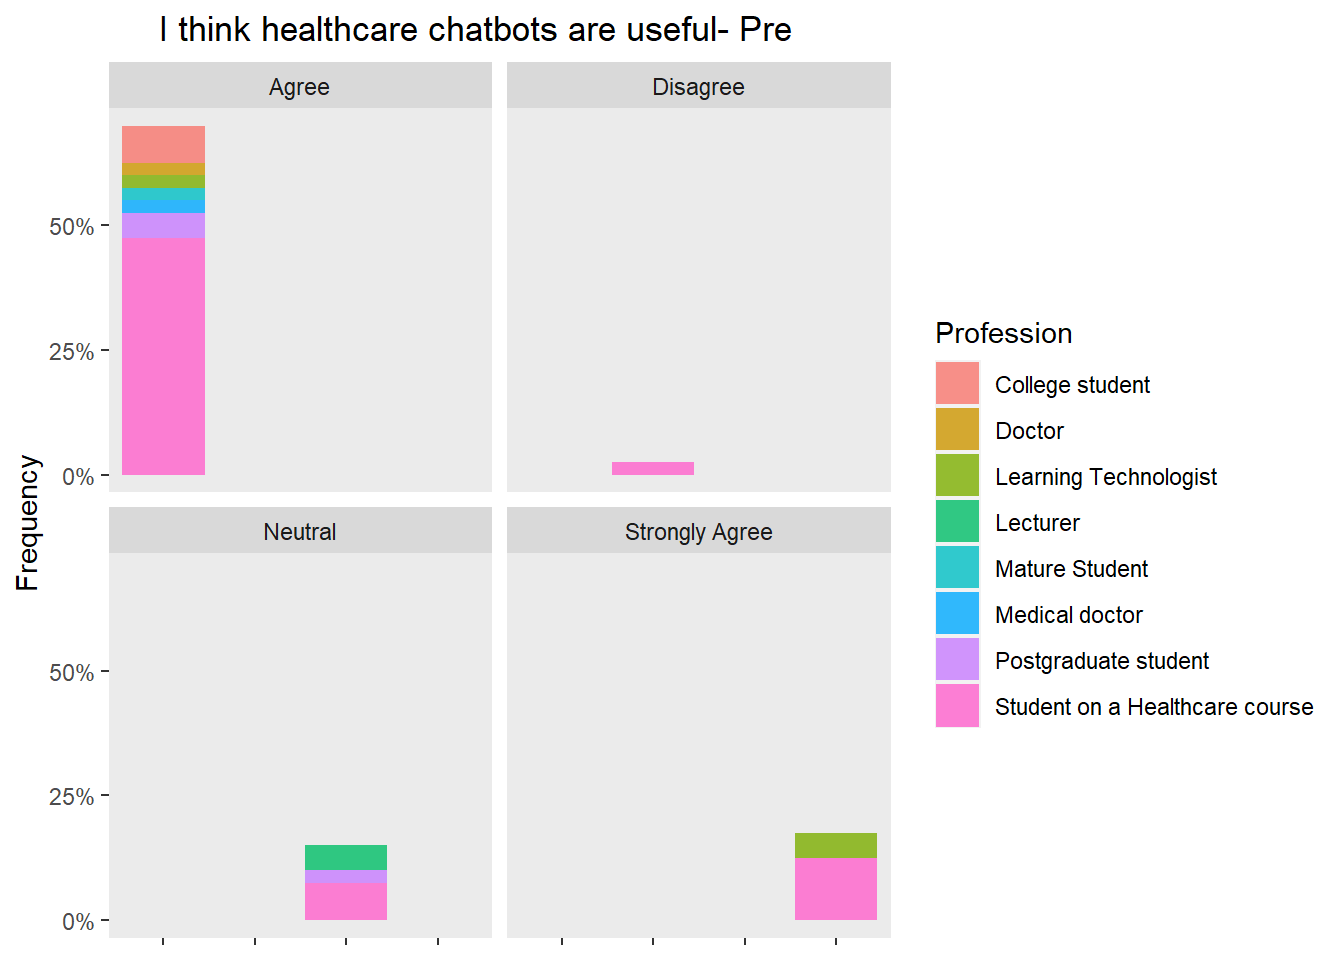 I think healthcare chatbots are useful- Pre
Agree
Disagree
50%
25%
0%
Neutral
Strongly Agree
50%
25%
0%
Frequency
Profession
College student
Doctor
Learning Technologist
Lecturer
Mature Student
Medical doctor
Postgraduate student
Student on a Healthcare course